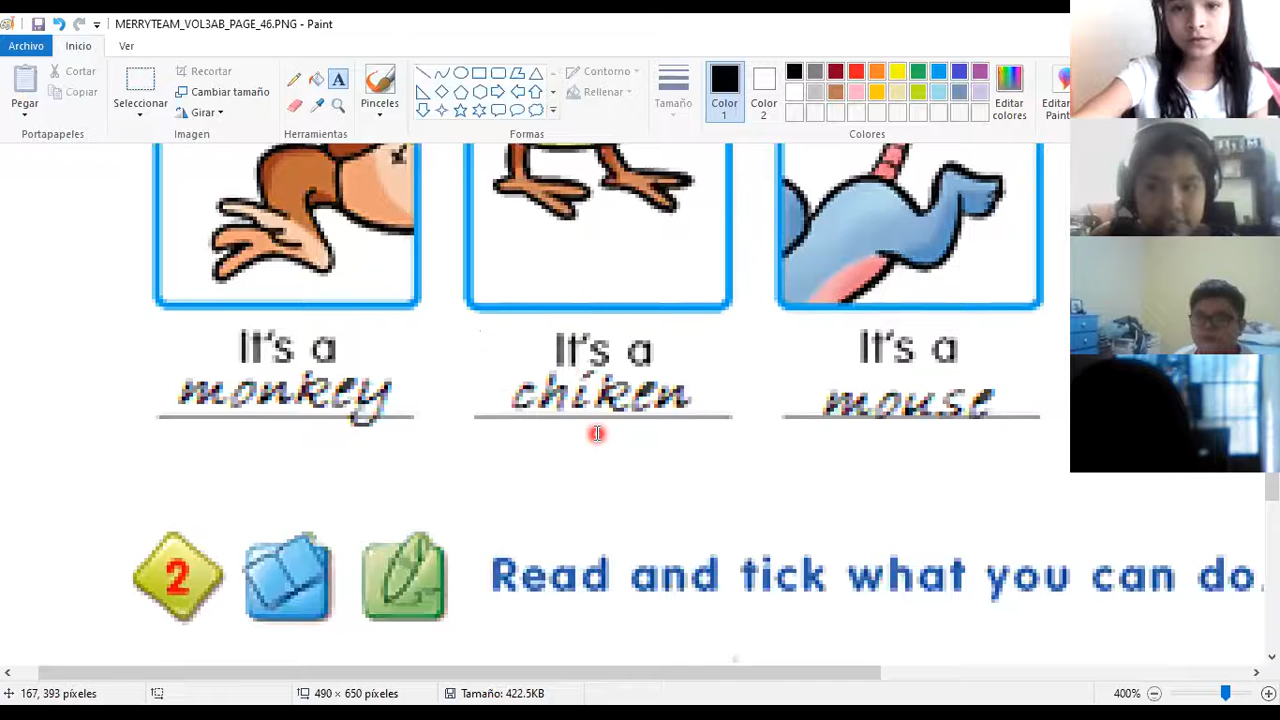 MERRYTEAM_VOL3AB_PAGE_46.PNG - Paint
Archivo Inicio Ver
Pegar
Cortar
Copiar
Portapapeles
Seleccionar
Recortar
Cambiar tamaño
Girar
Imagen
A
Herramientas
Pinceles
Contorno
Rellenar
Formas
Tamaño
Color 1
Color 2
Editar colores
Colores
Editar
It's a
monkey
It's a
chiken
It's a
mouse
2 Read and tick what you can do.
167, 393 píxeles 490 × 650 píxeles Tamaño: 422.5KB 400%